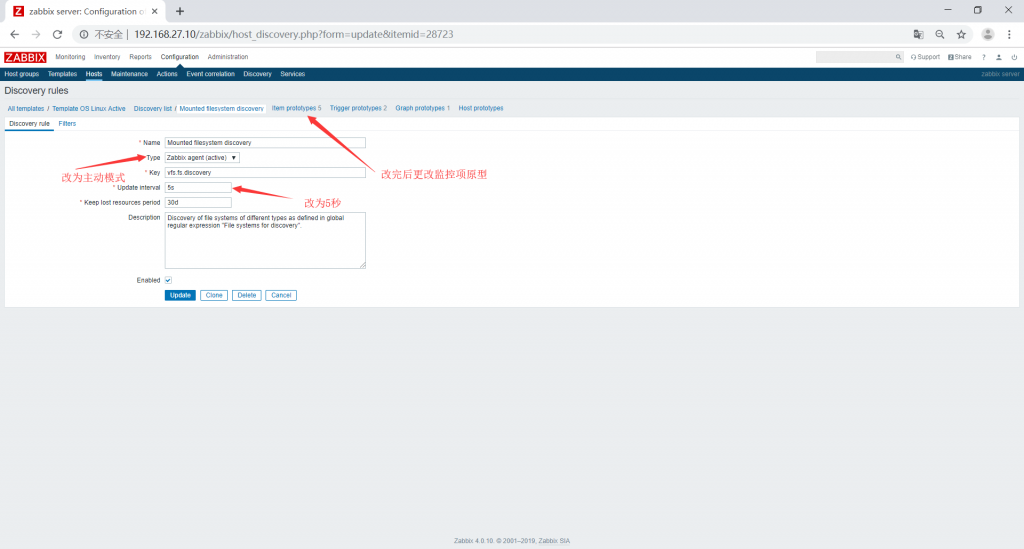 zabbix server: Configuration o
不安全 | 192.168.27.10/zabbix/host_discovery.php?form=update&itemid=28723
ZABBIX Monitoring Inventory Reports Configuration Administration Support Share ?
Host groups Templates Hosts Maintenance Actions Event correlation Discovery Services zabbix server
Discovery rules
All templates / Template OS Linux Active Discovery list / Mounted filesystem discovery Item prototypes 5 Trigger prototypes 2 Graph prototypes 1 Host prototypes
Discovery rule Filters
* Name Mounted filesystem discovery
Type Zabbix agent (active)
* Key vfs.fs.discovery
改为主动模式
改完后更改监控项原型
* Update interval 5s
* Keep lost resources period 30d
改为5秒
Description Discovery of file systems of different types as defined in global
regular expression "File systems for discovery".
Enabled
Update Clone Delete Cancel
Zabbix 4.0.10. © 2001–2019, Zabbix SIA